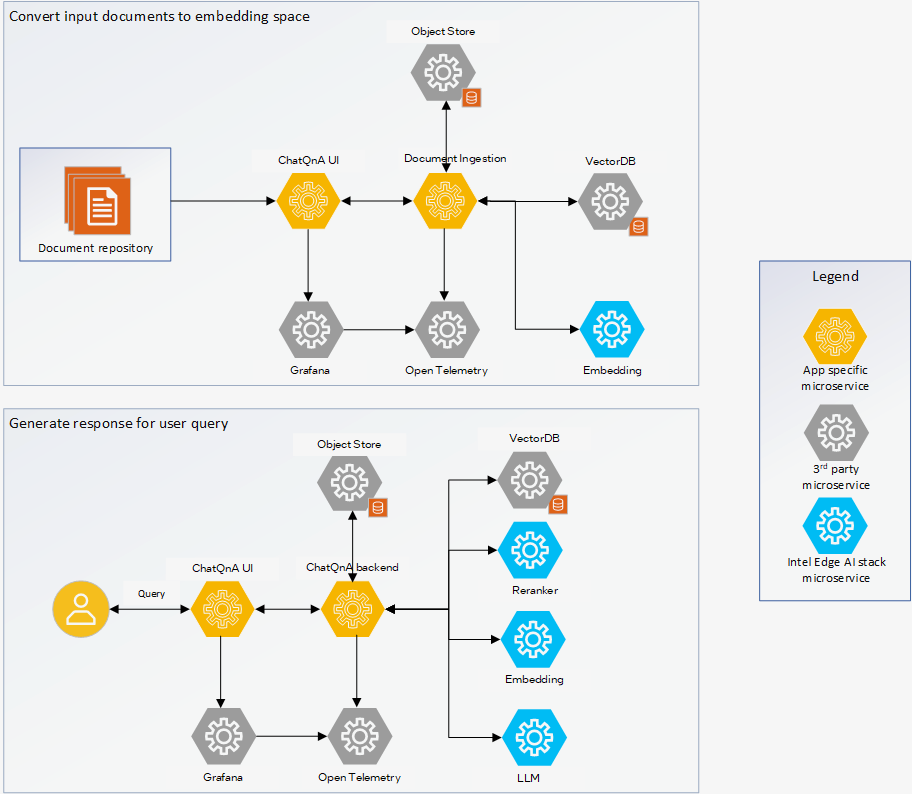 Convert input documents to embedding space
Object Store
ChatQnA UI
Document Ingestion
VectorDB
Document repository
Grafana
Open Telemetry
Embedding
Legend
App specific
microservice
3rd party
microservice
Intel Edge AI stack
microservice
Generate response for user query
Object Store
VectorDB
ChatQnA UI
ChatQnA backend
Query
Reranker
Embedding
Grafana
Open Telemetry
LLM